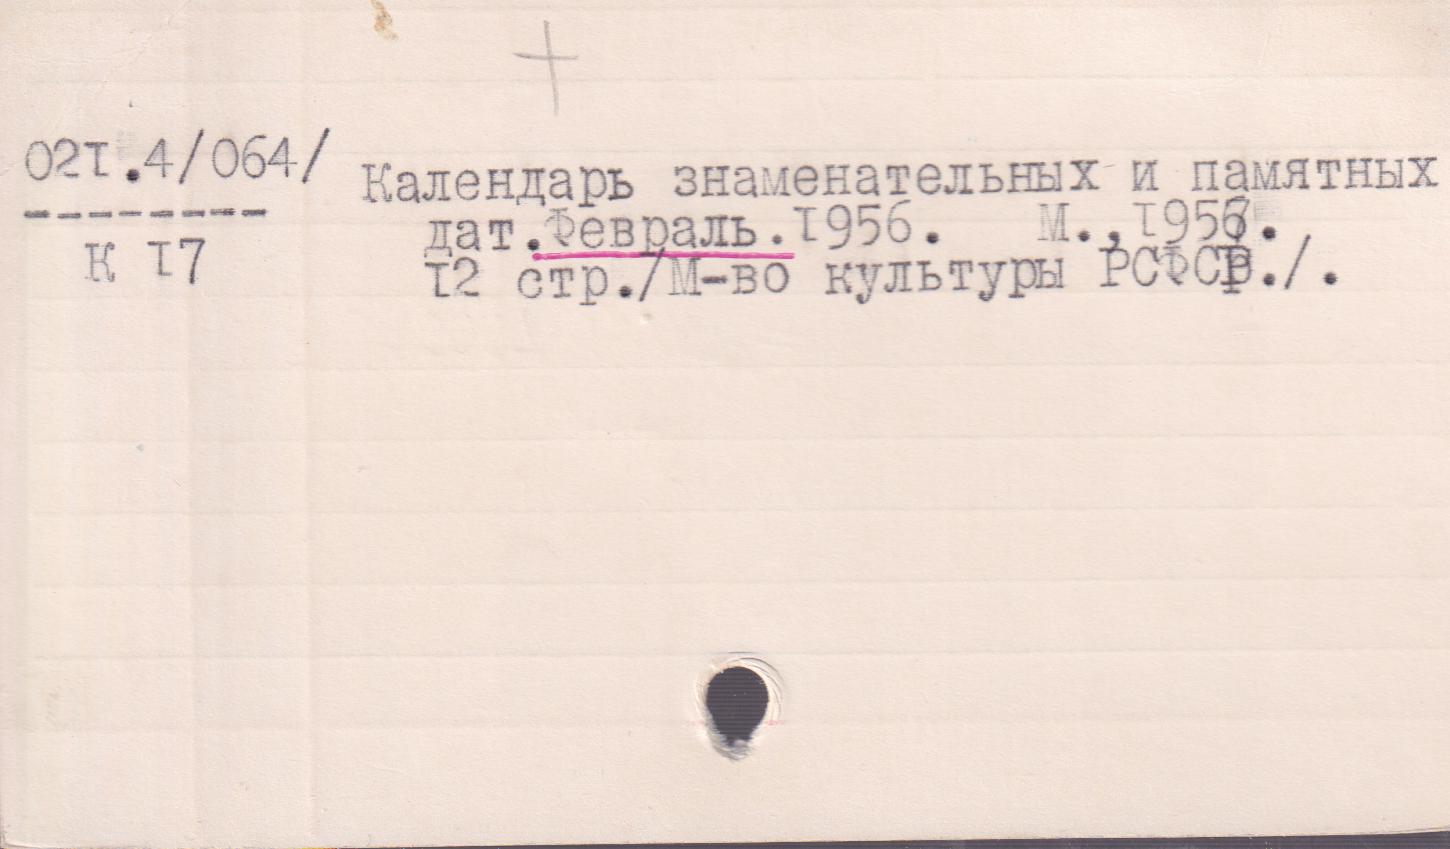 02I.4/064/
--------
К I7
Календарь знаменательных и памятных
дат.Февраль.I956. М.,I956.
I2 стр./М-во культуры РСФСР./.